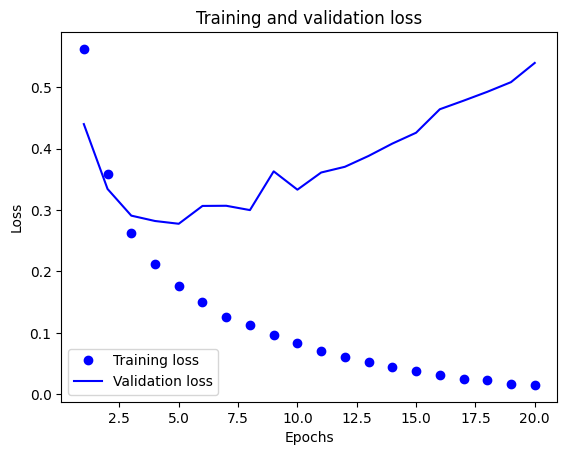 Training and validation loss
Loss
0.5
0.4
0.3
0.2
0.1
0.0
Training loss
Validation loss
2.5 5.0 7.5 10.0 12.5 15.0 17.5 20.0
Epochs